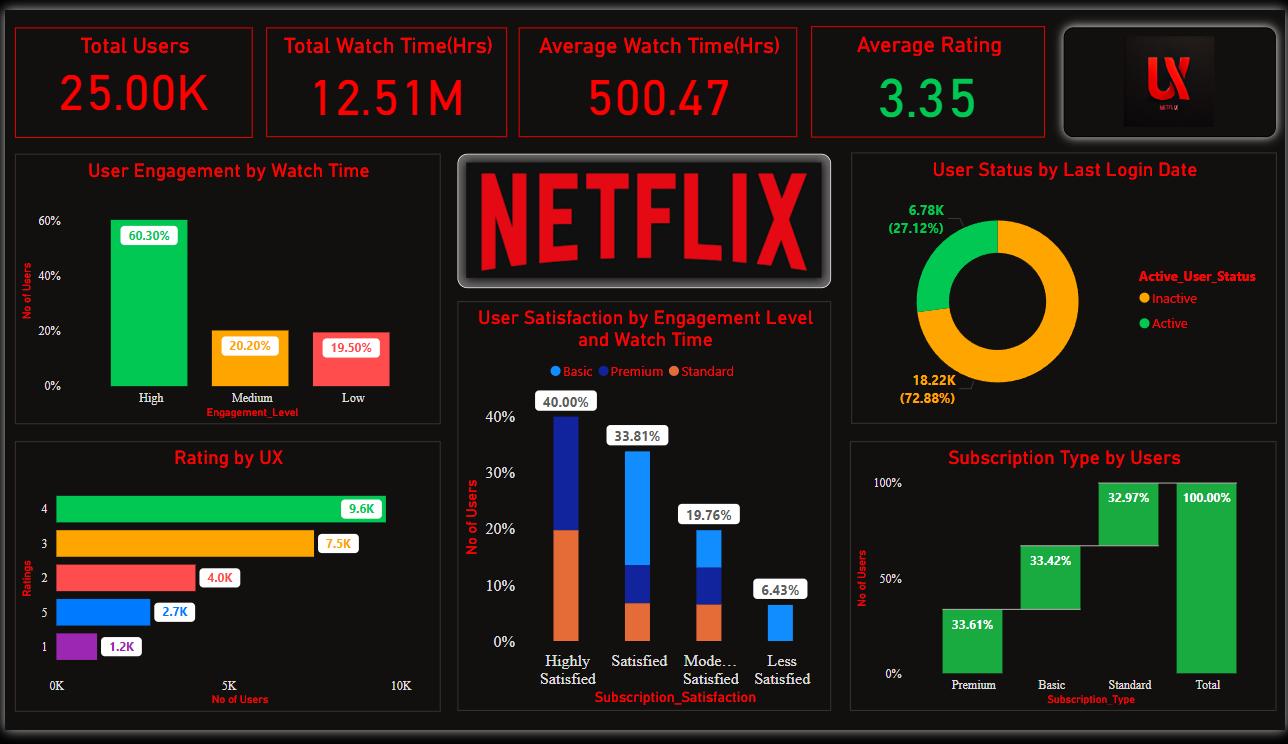 Total Users
25.00K
Total Watch Time(Hrs)
12.51M
Average Watch Time(Hrs)
500.47
Average Rating
3.35
UX
NETFLIX
User Engagement by Watch Time
60%
40%
20%
0%
No of Users
60.30%
20.20%
19.50%
High
Medium
Low
Engagement_Level
NETFLIX
User Status by Last Login Date
6.78K
(27.12%)
18.22K
(72.88%)
Active_User_Status
Inactive
Active
User Satisfaction by Engagement Level
and Watch Time
Basic Premium Standard
40%
30%
20%
10%
0%
No of Users
40.00%
33.81%
19.76%
6.43%
Highly
Satisfied
Satisfied
Mode...
Satisfied
Less
Satisfied
Subscription_Satisfaction
Rating by UX
Ratings
4
9.6K
3
7.5K
2
4.0K
5
2.7K
1
1.2K
0K
5K
10K
No of Users
Subscription Type by Users
100%
50%
0%
No of Users
33.61%
33.42%
32.97%
100.00%
Premium
Basic
Standard
Total
Subscription_Type